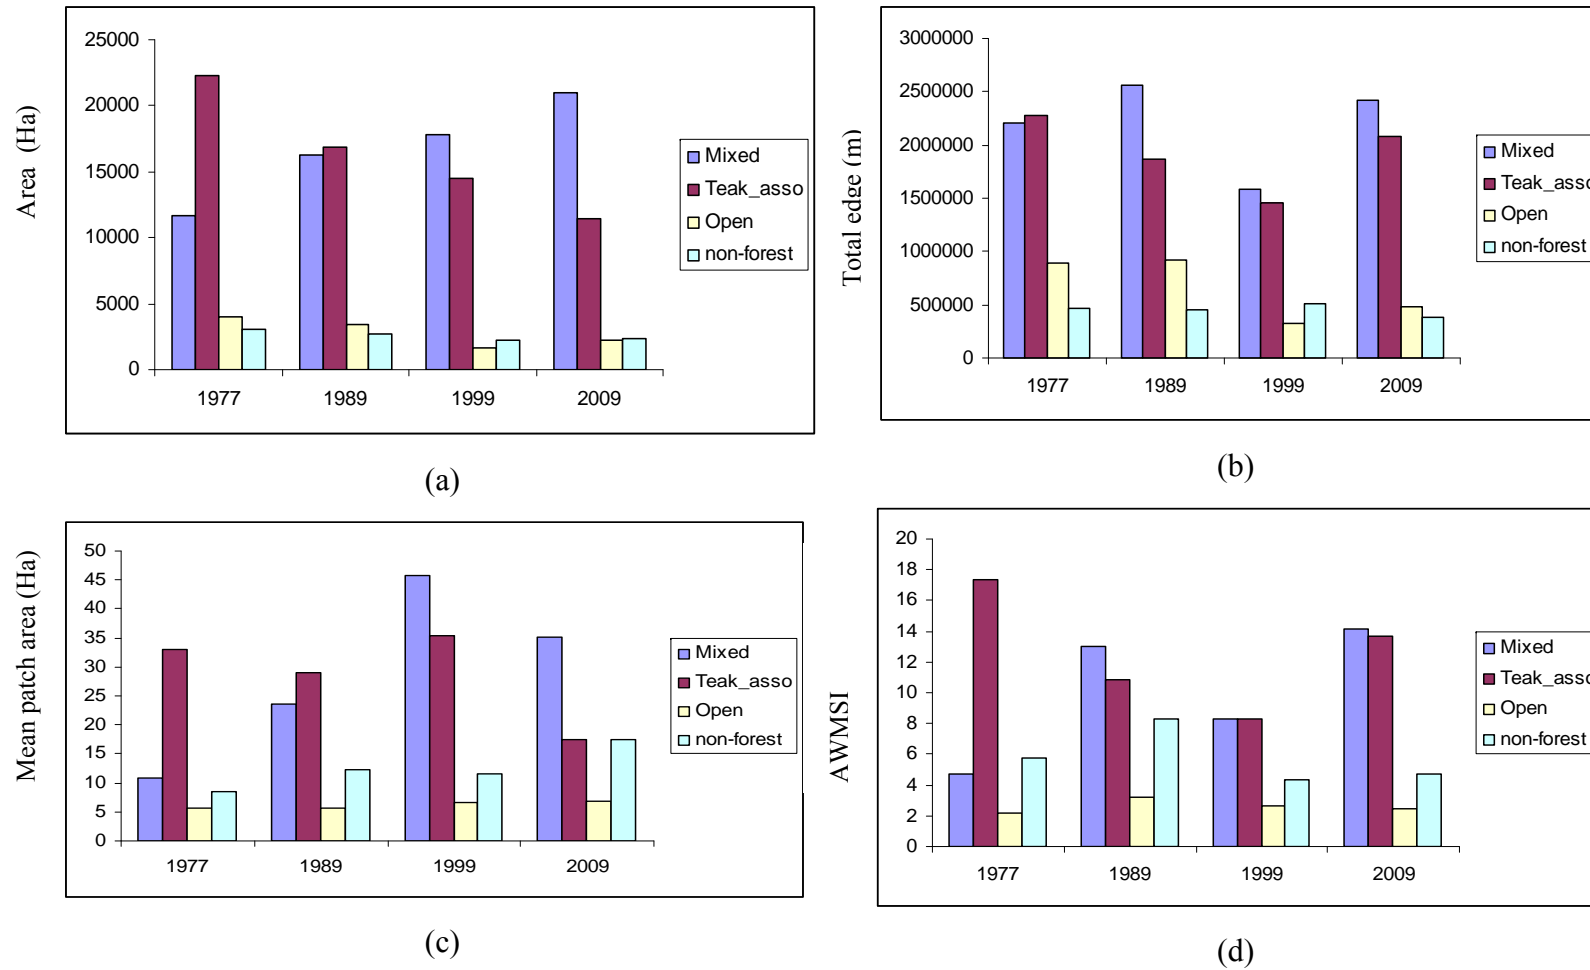 Area (Ha)
25000
20000
15000
10000
5000
0
1977 1989 1999 2009
Mixed
Teak_asso
Open
non-forest
(a)
Total edge (m)
3000000
2500000
2000000
1500000
1000000
500000
0
1977 1989 1999 2009
Mixed
Teak_asso
Open
non-forest
(b)
Mean patch area (Ha)
50
45
40
35
30
25
20
15
10
5
0
1977 1989 1999 2009
Mixed
Teak_asso
Open
non-forest
(c)
AWMSI
20
18
16
14
12
10
8
6
4
2
0
1977 1989 1999 2009
Mixed
Teak_asso
Open
non-forest
(d)